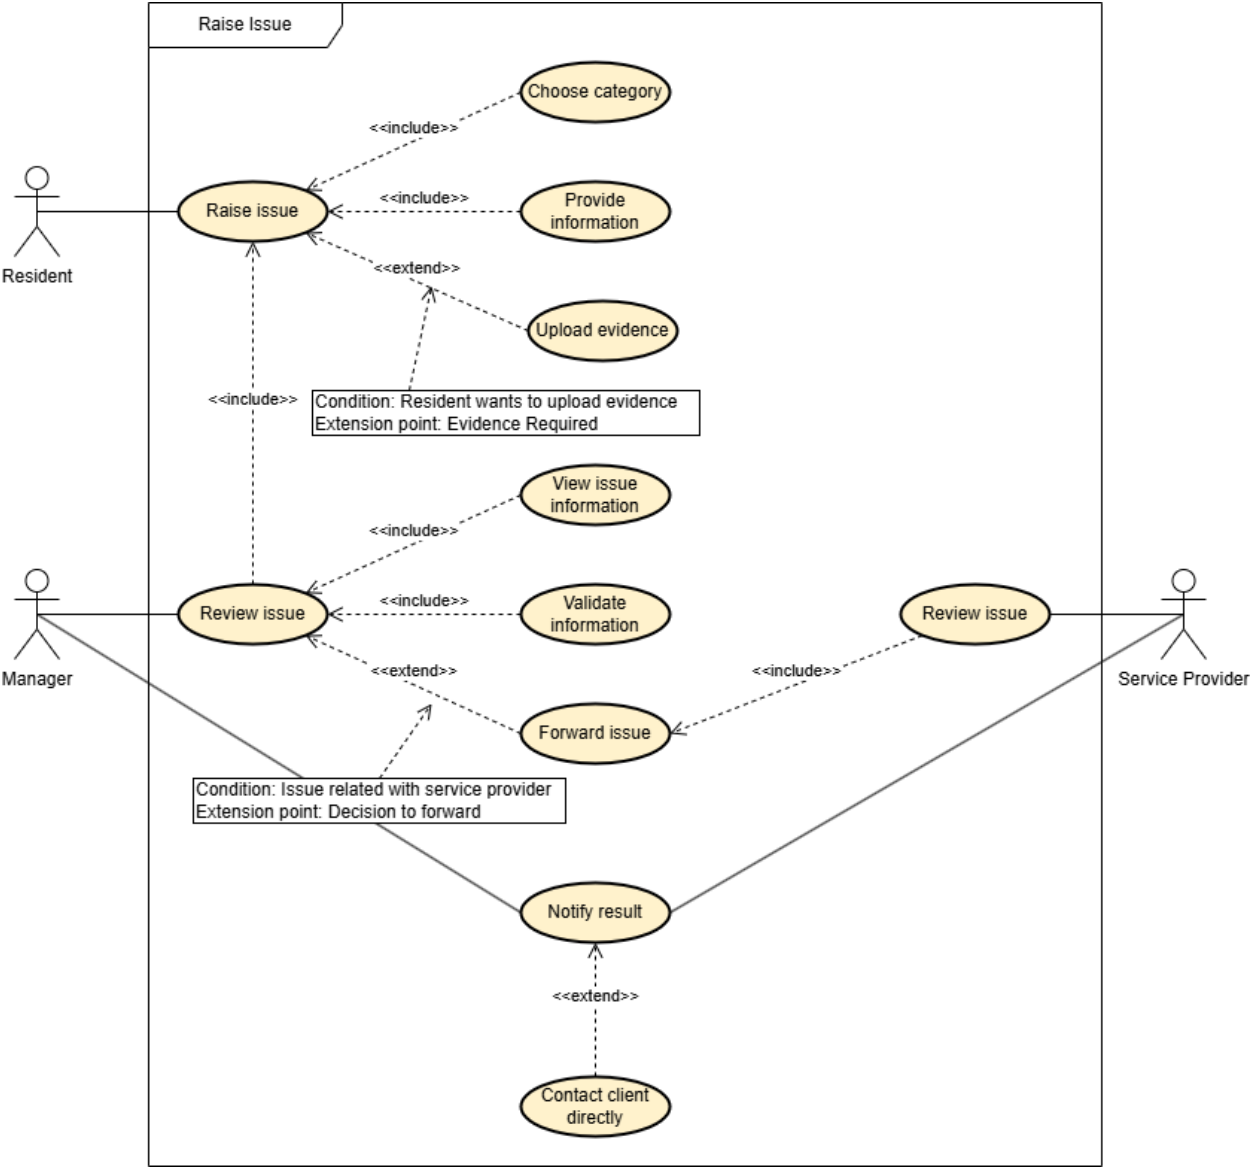 Raise Issue
Choose category
<<include>>
Raise issue
<<include>>
Provide
information
Resident
<<extend>>
Upload evidence
<<include>>
Condition: Resident wants to upload evidence
Extension point: Evidence Required
View issue
information
<<include>>
Review issue
<<include>>
Validate
information
Review issue
Manager
<<extend>>
<<include>>
Service Provider
Forward issue
Condition: Issue related with service provider
Extension point: Decision to forward
Notify result
<<extend>>
Contact client
directly